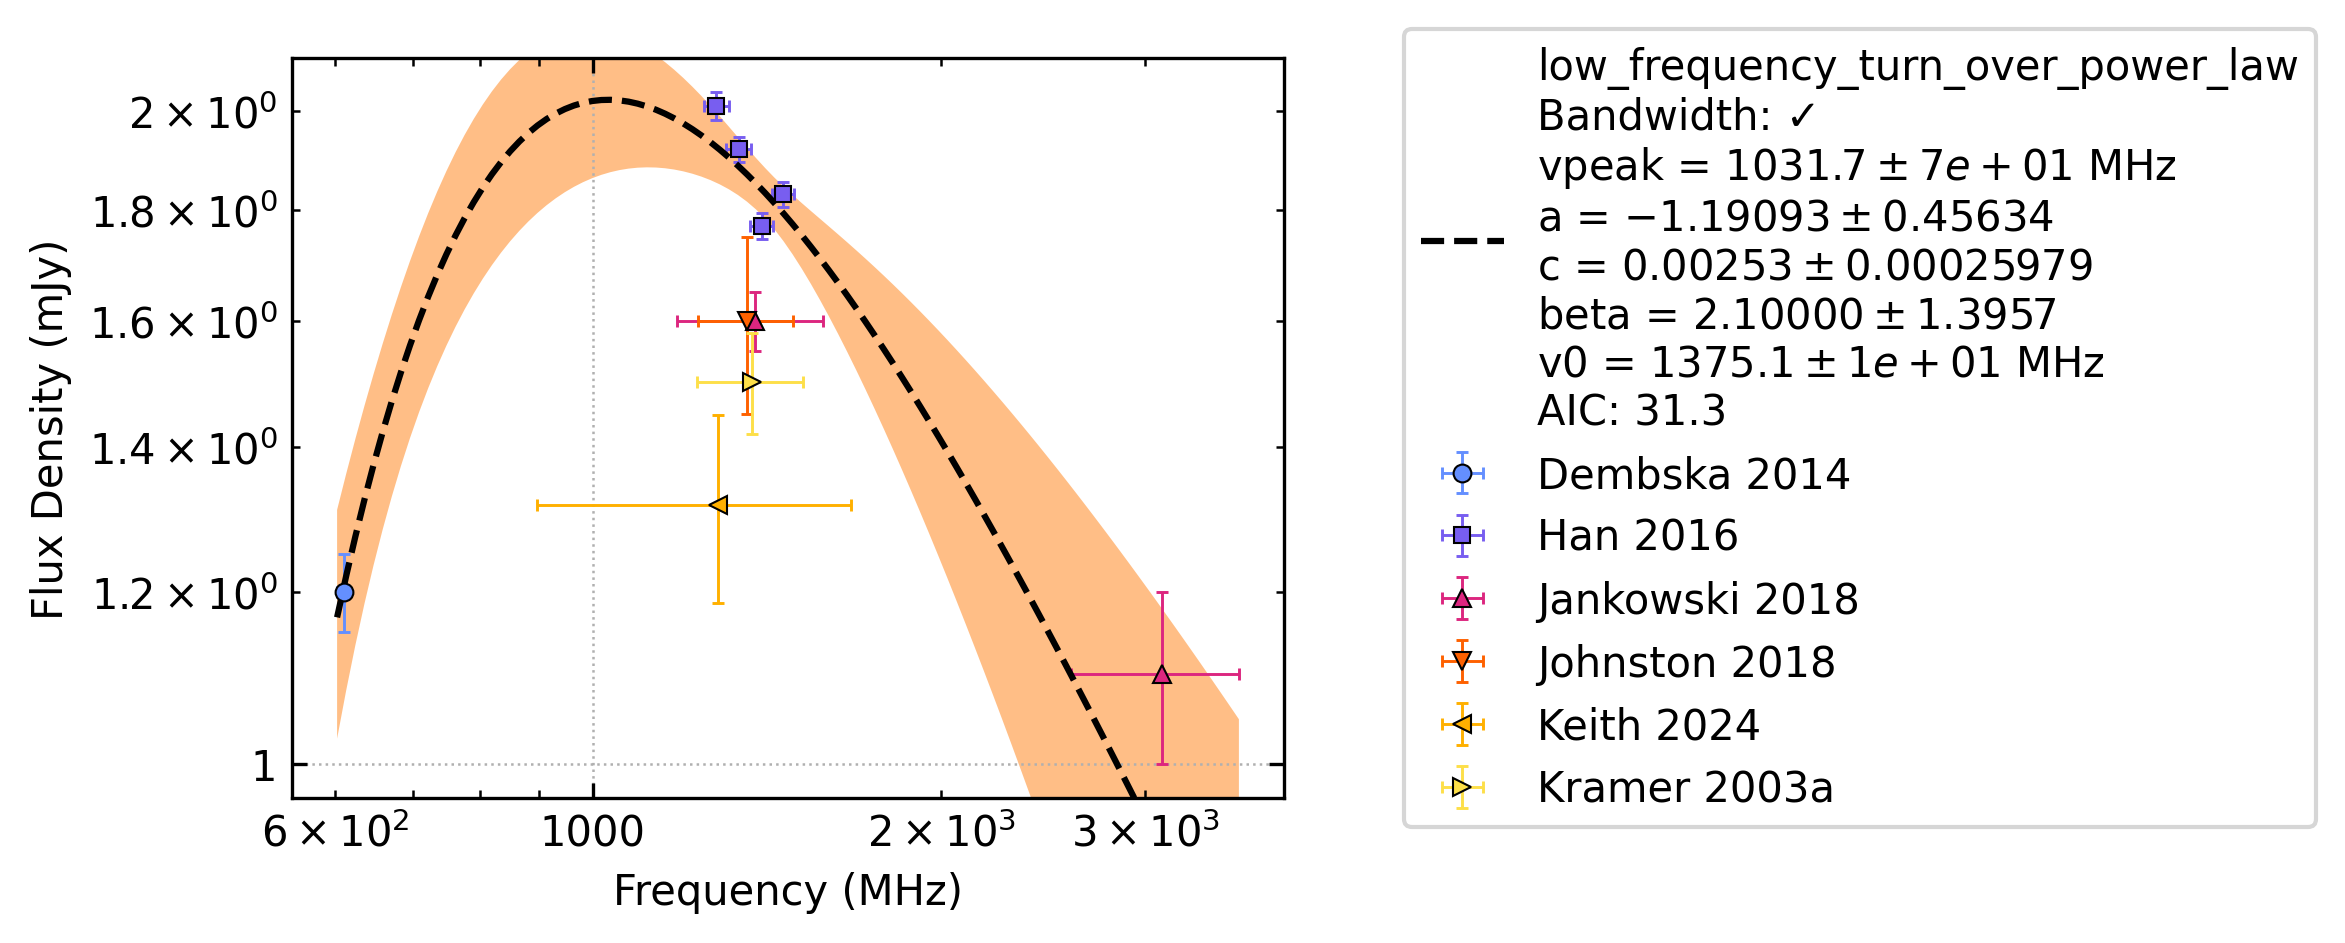 2×10⁰
1.8×10⁰
1.6×10⁰
1.4×10⁰
1.2×10⁰
1
Flux Density (mJy)
6×10² 1000 2×10³ 3×10³
Frequency (MHz)
low_frequency_turn_over_power_law
Bandwidth: ✓
vpeak = 1031.7 ± 7e + 01 MHz
a = −1.19093 ± 0.45634
c = 0.00253 ± 0.00025979
beta = 2.10000 ± 1.3957
v0 = 1375.1 ± 1e + 01 MHz
AIC: 31.3
Dembska 2014
Han 2016
Jankowski 2018
Johnston 2018
Keith 2024
Kramer 2003a